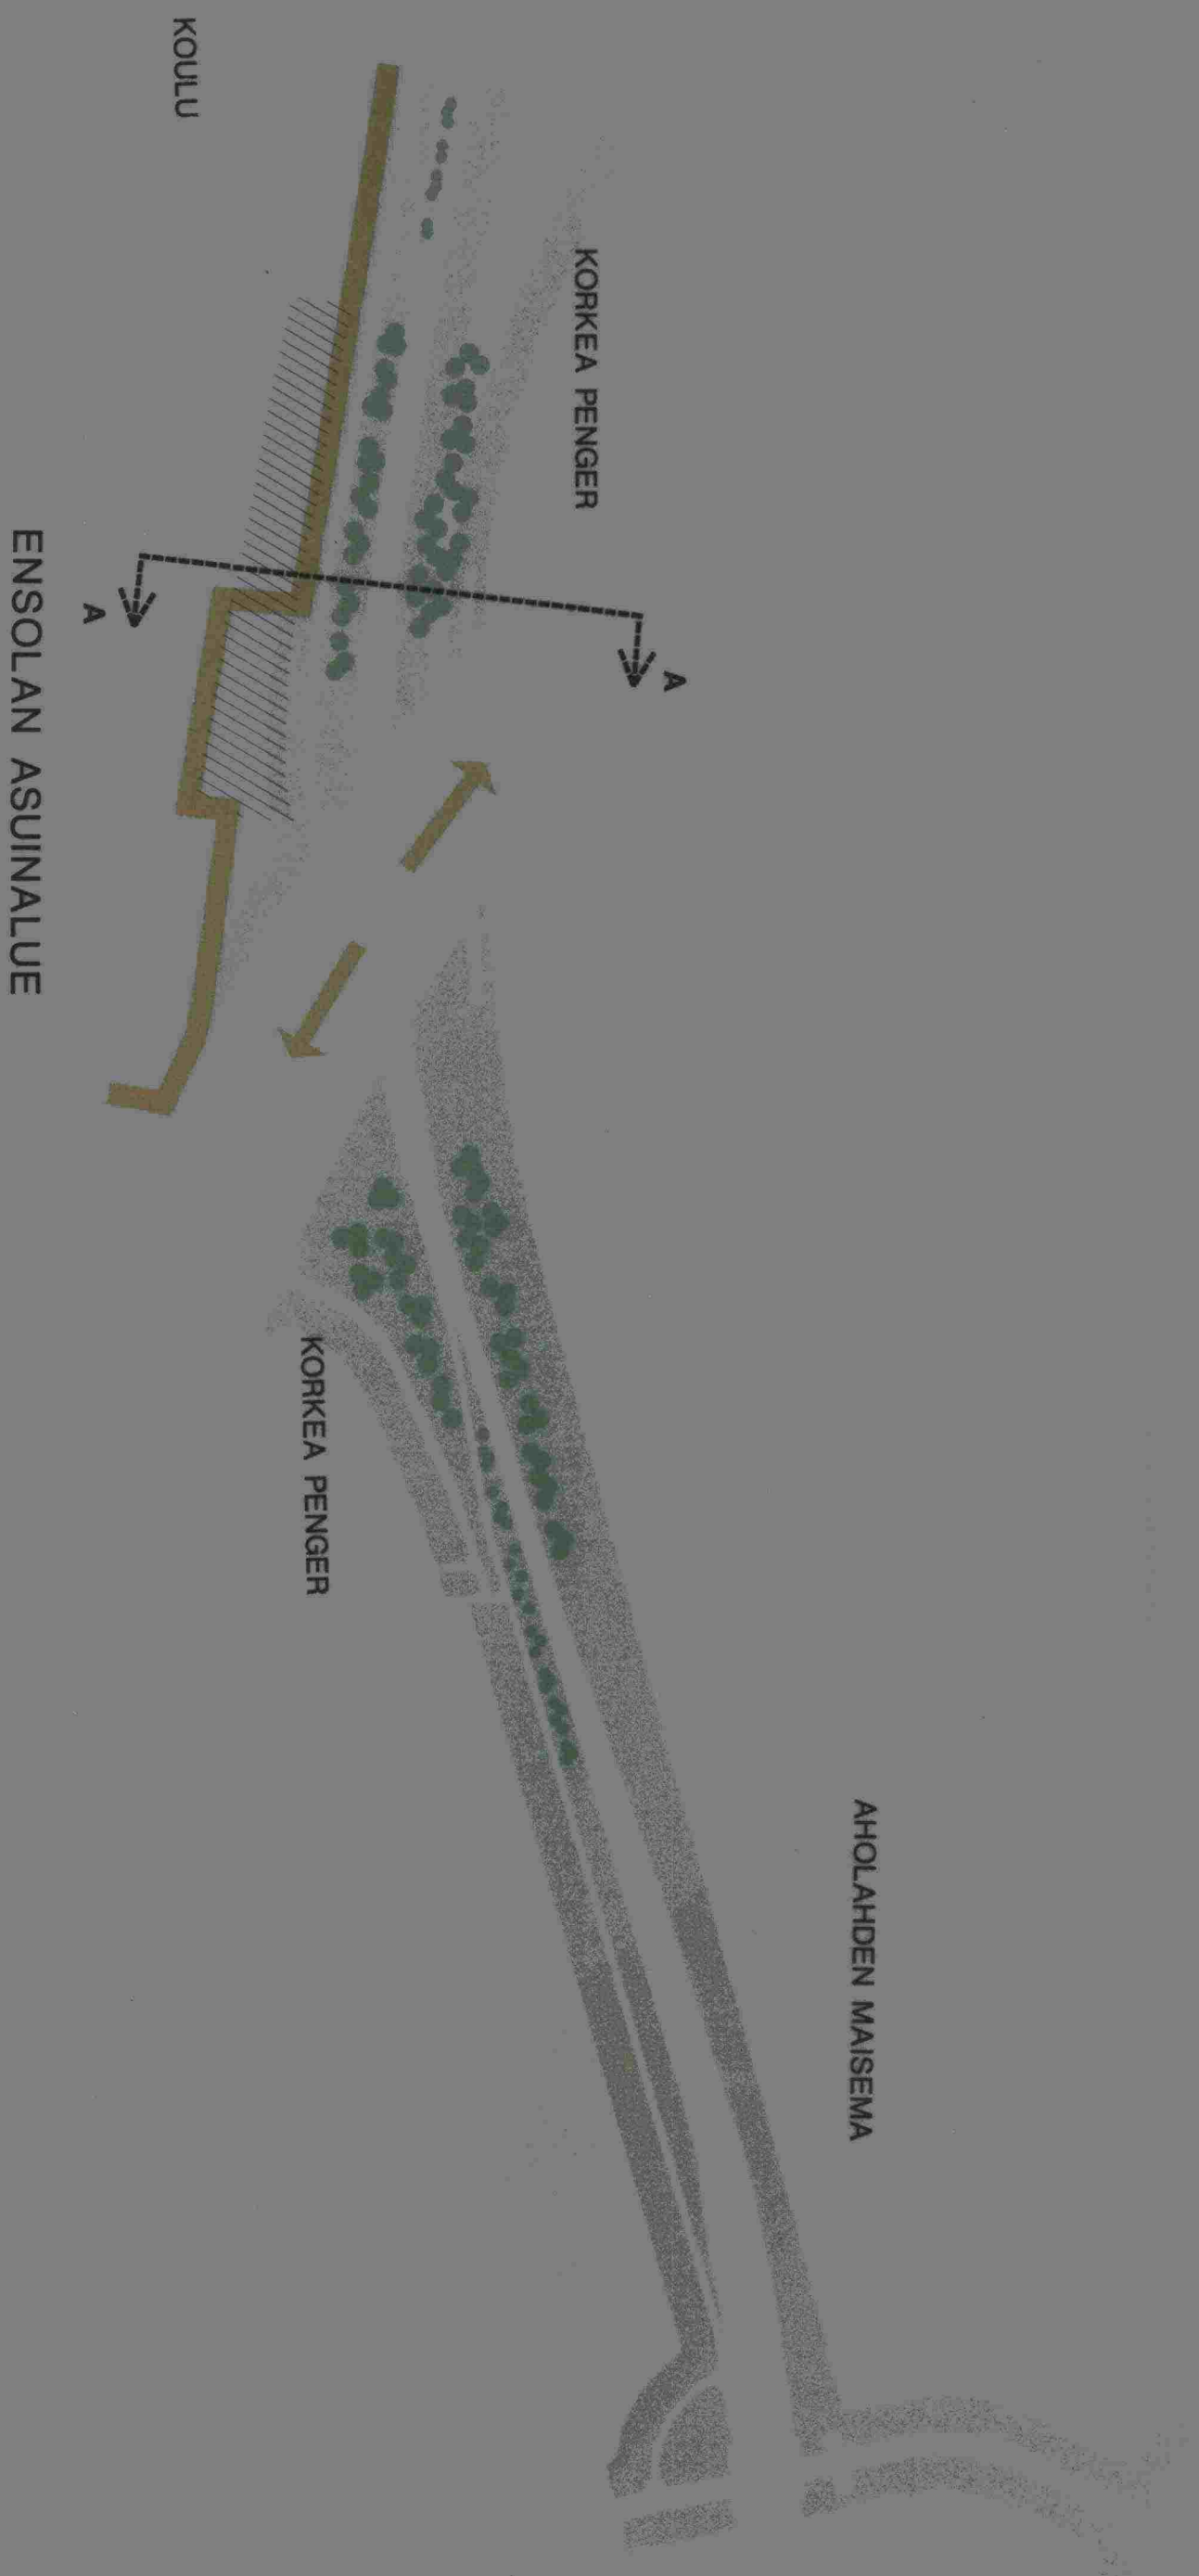 AHOLAHDEN MAISEMA
KORKEA PENGER
A
A
KORKEA PENGER
KOULU
ENSOLAN ASUINALUE